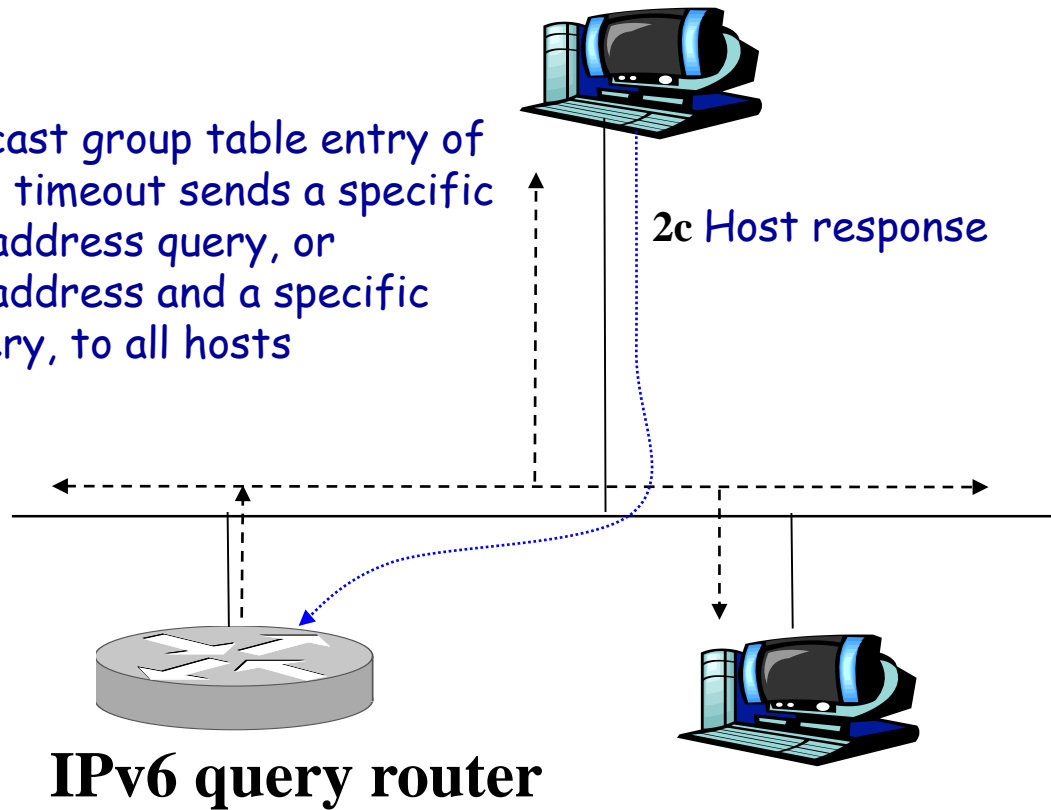 cast group table entry of
timeout sends a specific
address query, or
address and a specific
ery, to all hosts
2c Host response
IPv6 query router